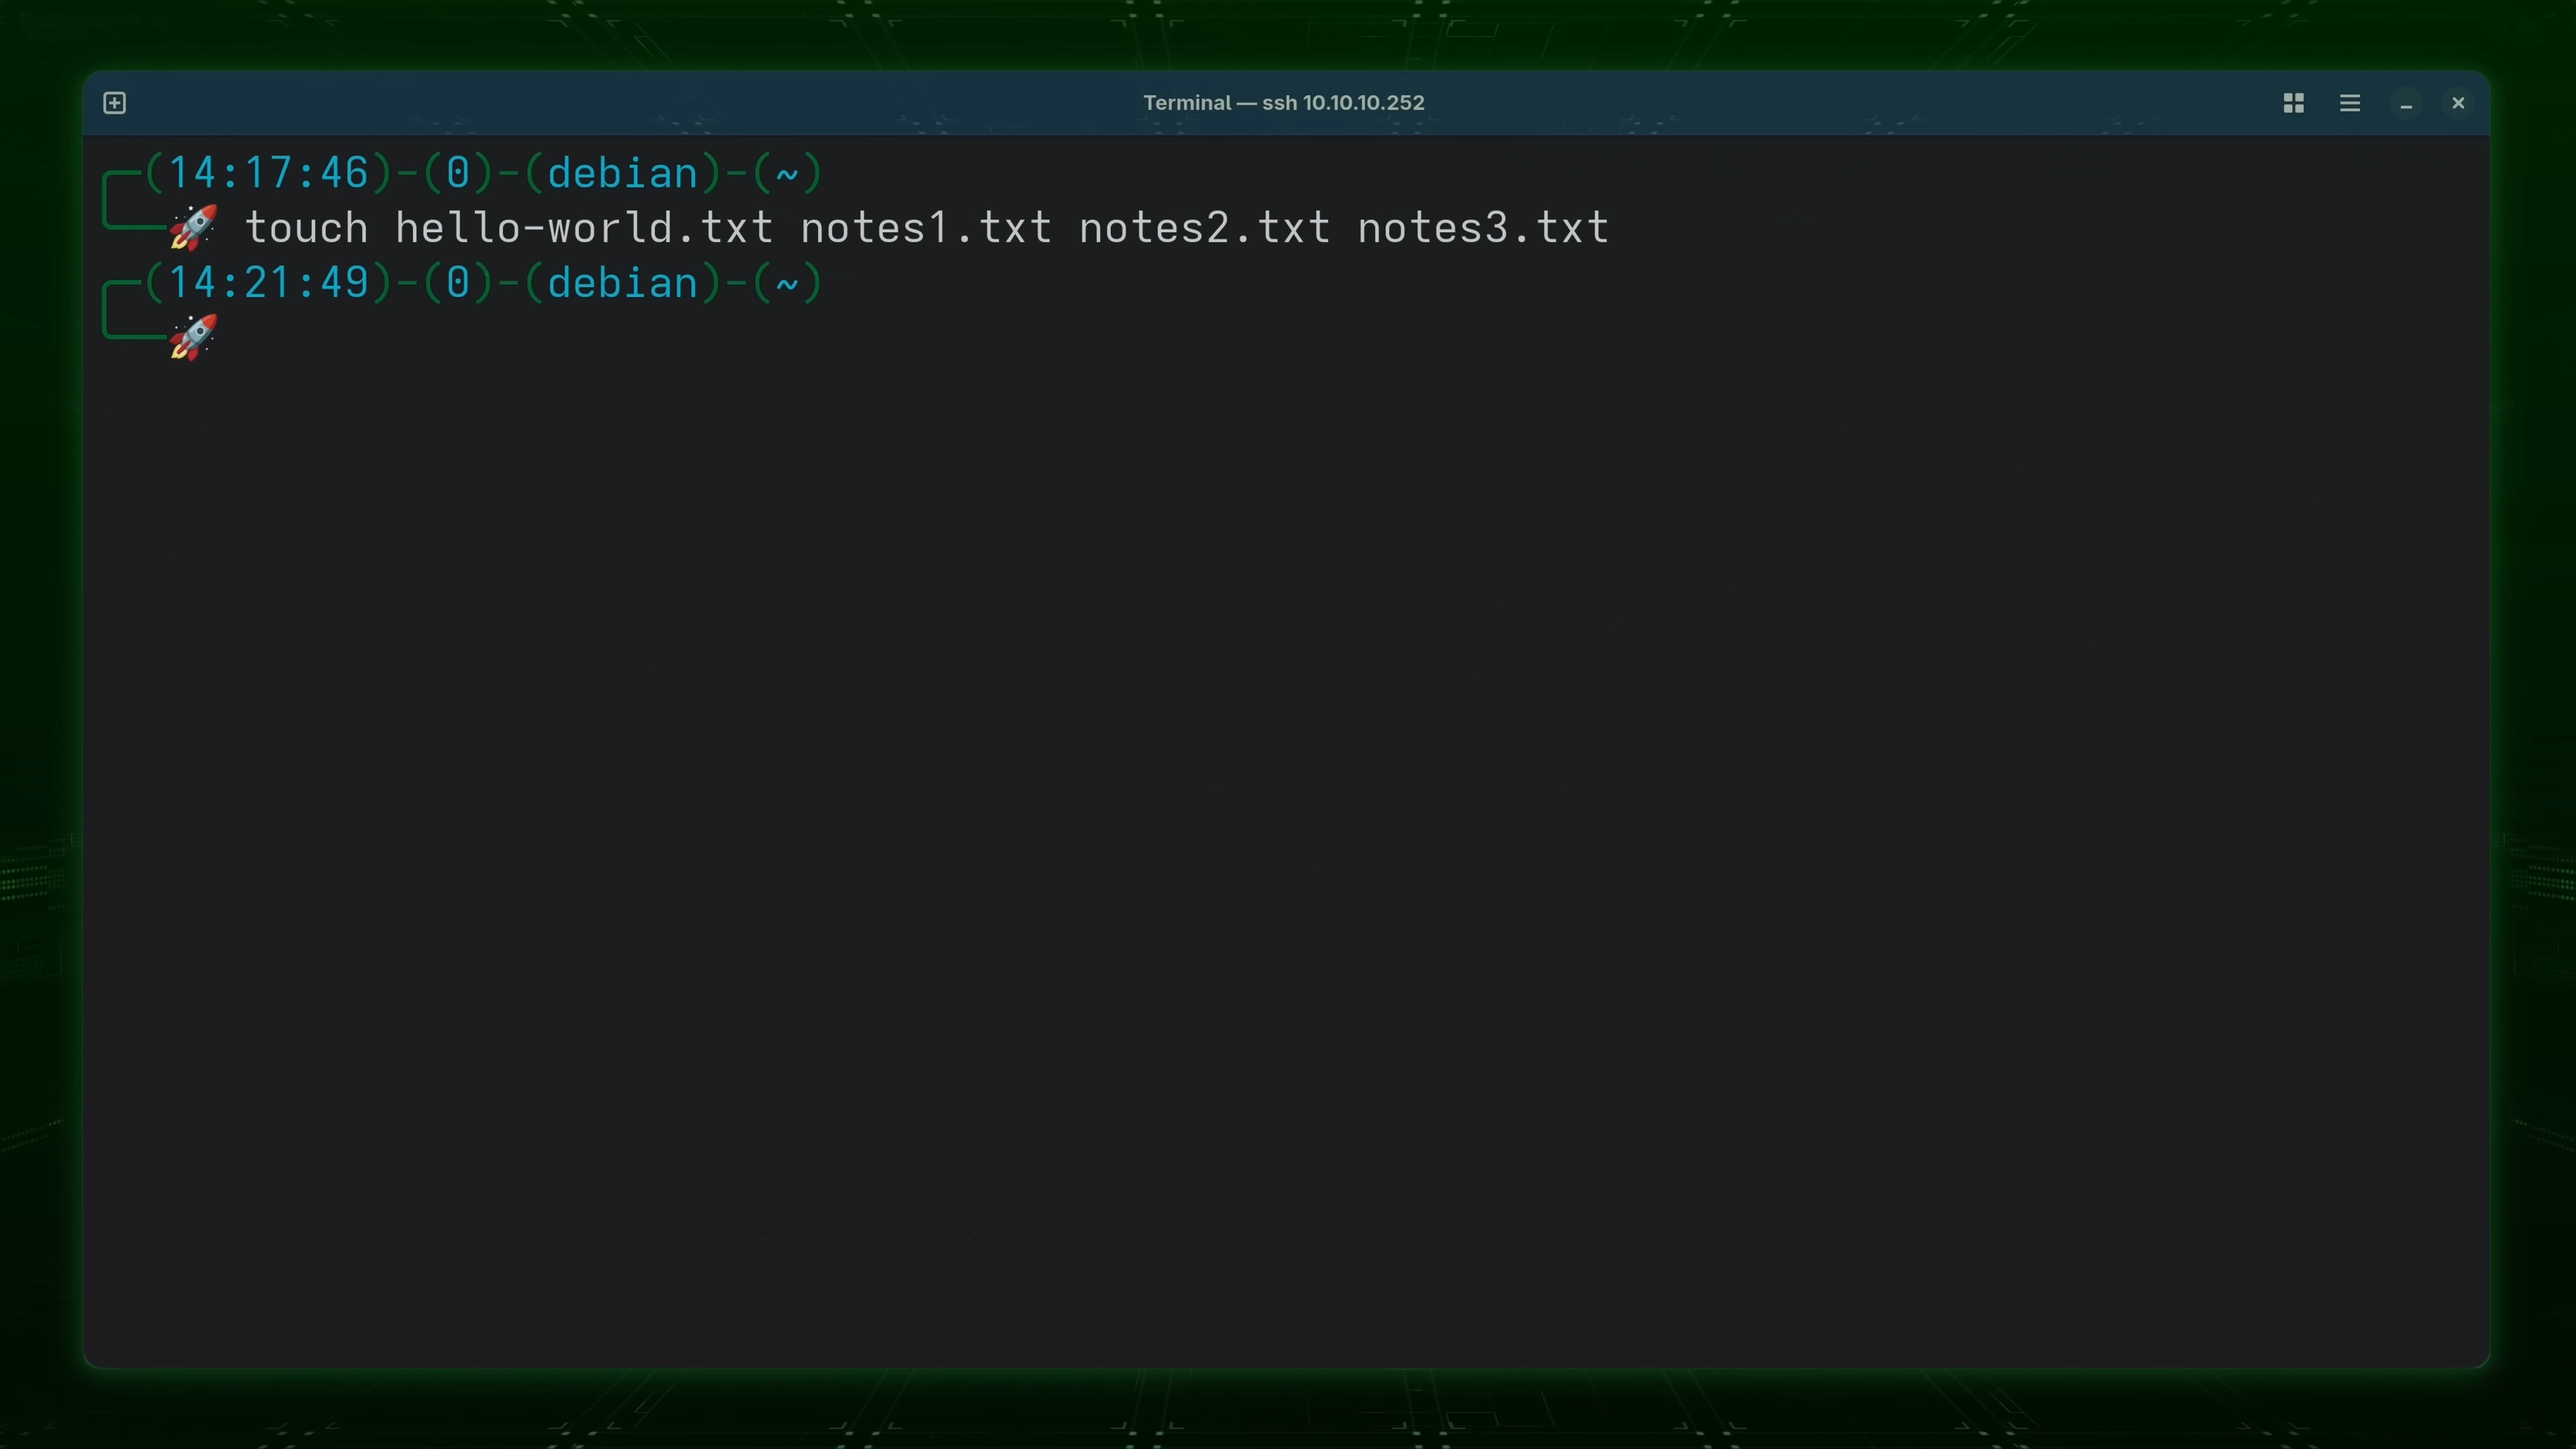 Terminal — ssh 10.10.10.252
(14:17:46)-(0)-(debian)-(~)
🚀 touch hello-world.txt notes1.txt notes2.txt notes3.txt
(14:21:49)-(0)-(debian)-(~)
🚀